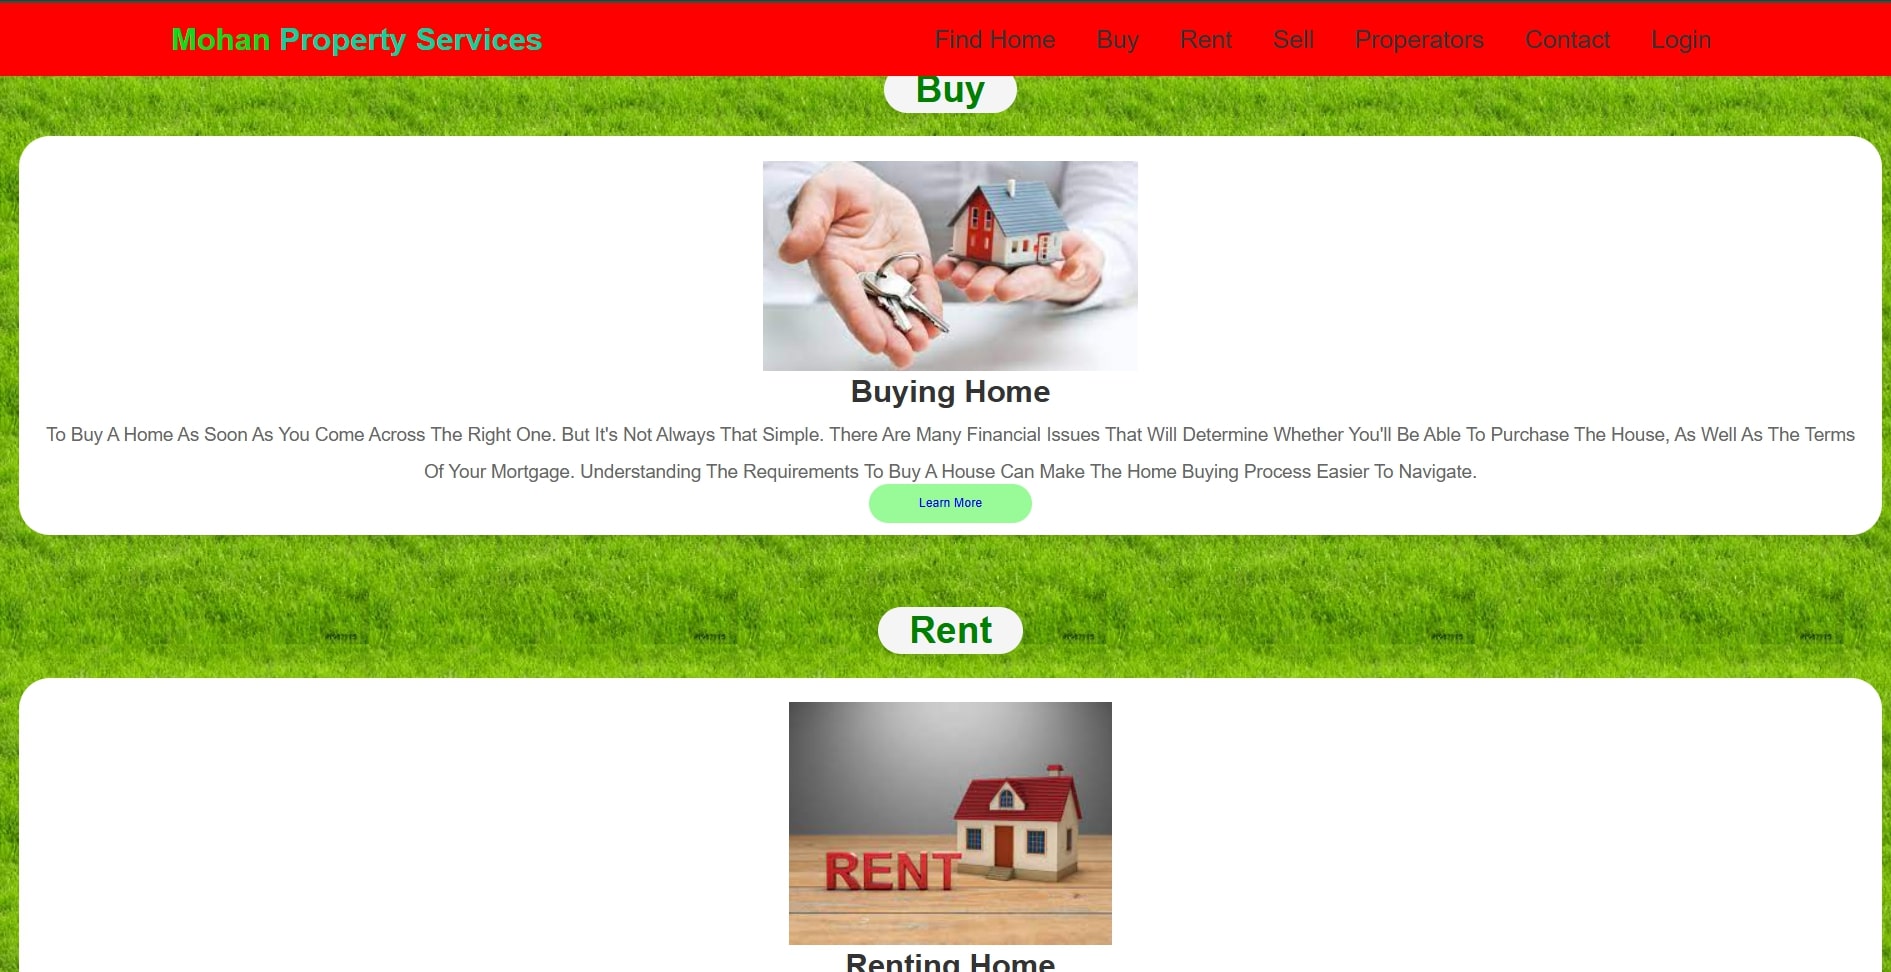 Mohan Property Services
Find Home Buy Rent Sell Properators Contact Login
Buy
Buying Home
To Buy A Home As Soon As You Come Across The Right One. But It's Not Always That Simple. There Are Many Financial Issues That Will Determine Whether You'll Be Able To Purchase The House, As Well As The Terms
Of Your Mortgage. Understanding The Requirements To Buy A House Can Make The Home Buying Process Easier To Navigate.
Learn More
Rent
RENT
Renting Home